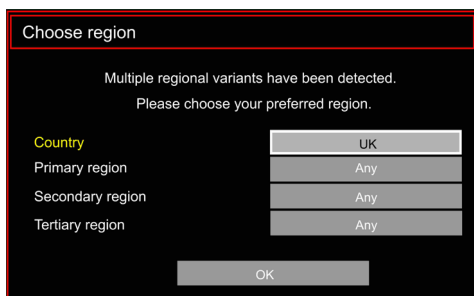 Choose region
Multiple regional variants have been detected.
Please choose your preferred region.
Country UK
Primary region Any
Secondary region Any
Tertiary region Any
OK